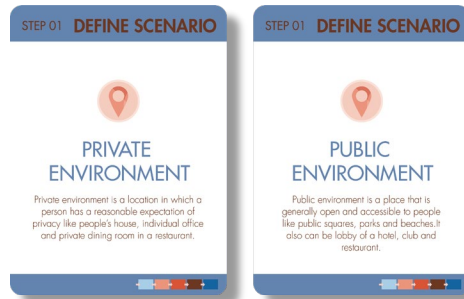 STEP 01 DEFINE SCENARIO
PRIVATE
ENVIRONMENT
Private environment is a location in which a
person has a reasonable expectation of
privacy like people's house, individual office
and private dining room in a restaurant.
STEP 01 DEFINE SCENARIO
PUBLIC
ENVIRONMENT
Public environment is a place that is
generally open and accessible to people
like public squares, parks and beaches.It
also can be lobby of a hotel, club and
restaurant.